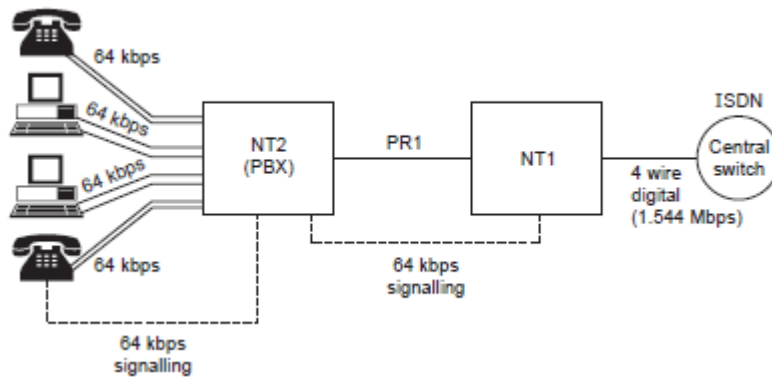 64 kbps
64 kbps
64 kbps
64 kbps
NT2
(PBX)
PR1
NT1
ISDN
Central
switch
4 wire
digital
(1.544 Mbps)
64 kbps
signalling
64 kbps
signalling